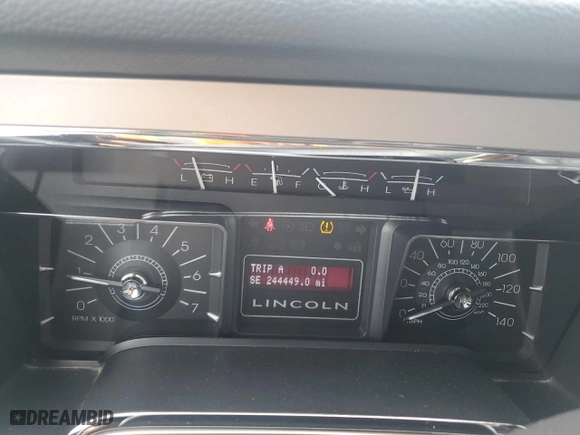 L H E F C H L H
TRIP A 0.0
SE 244449.0 mi
LINCOLN
0 1 2 3 4 5 6 7
RPM X 1000
0 20 40 60 80 100 120 140
MPH
DREAMBID